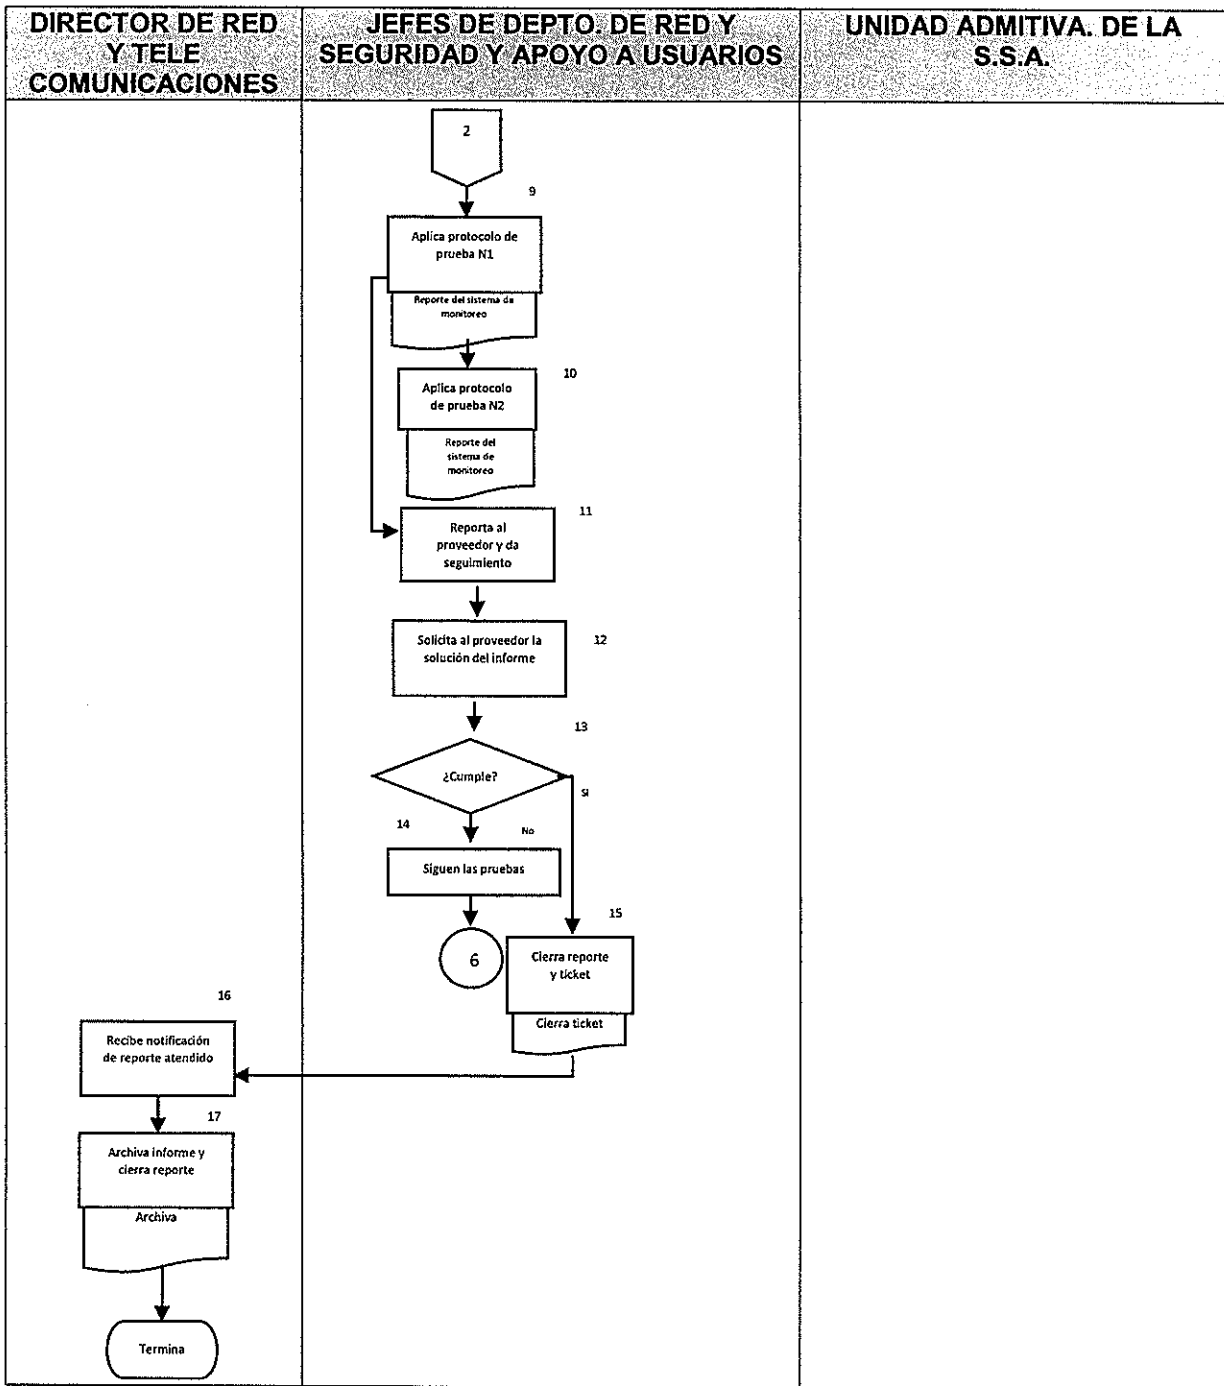 DIRECTOR DE RED
Y TELE
COMUNICACIONES
JEFES DE DEPTO. DE RED Y
SEGURIDAD Y APOYO A USUARIOS
UNIDAD ADMITIVA. DE LA
S.S.A.
2
9
Aplica protocolo de
prueba N1
Reporte del sistema de
monitoreo
10
Aplica protocolo
de prueba N2
Reporte del
sistema de
monitoreo
11
Reporta al
proveedor y da
seguimiento
12
Solicita al proveedor la
solución del informe
13
¿Cumple?
Si
14
No
Siguen las pruebas
6
15
Cierra reporte
y ticket
Cierra ticket
16
Recibe notificación
de reporte atendido
17
Archiva informe y
cierra reporte
Archiva
Termina